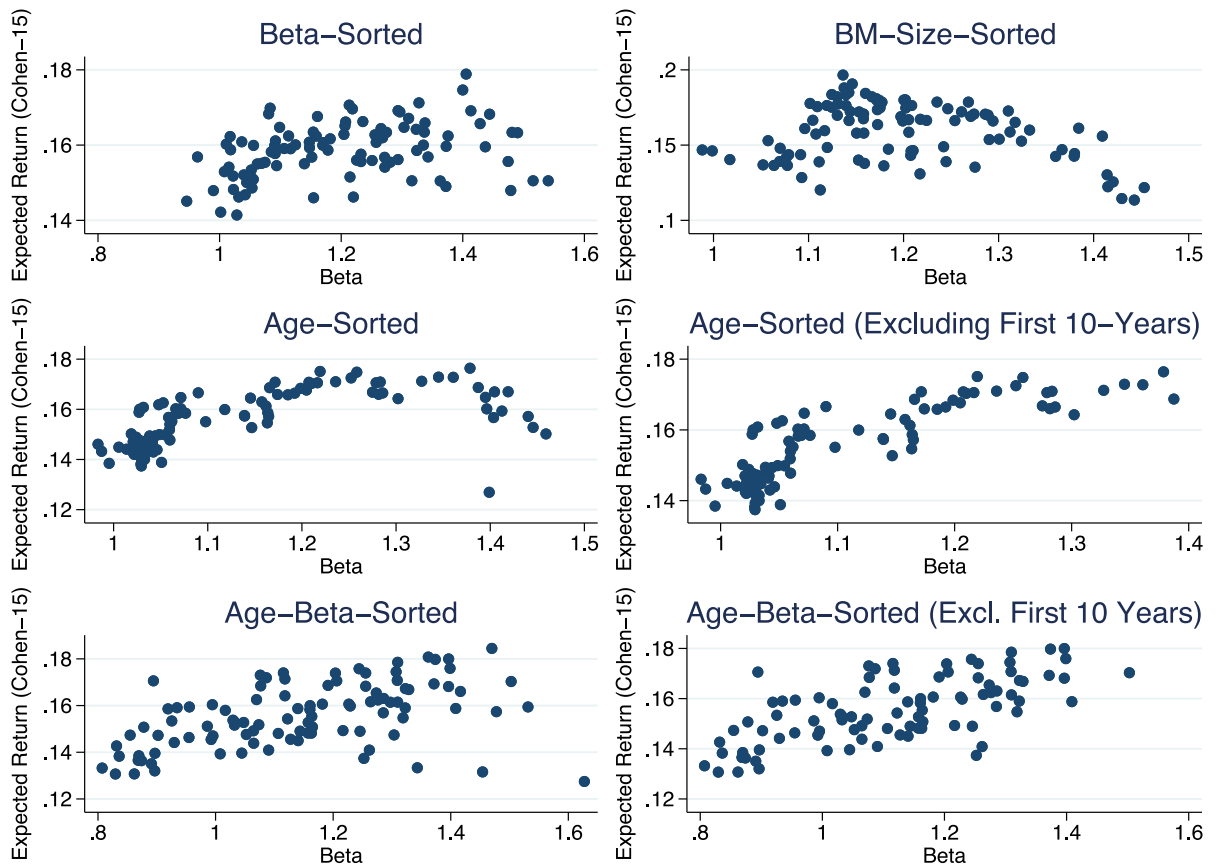 Beta−Sorted
Expected Return (Cohen−15)
.18
.16
.14
.8 1 1.2 1.4 1.6
Beta
BM−Size−Sorted
Expected Return (Cohen−15)
.2
.15
.1
1 1.1 1.2 1.3 1.4 1.5
Beta
Age−Sorted
Expected Return (Cohen−15)
.18
.16
.14
.12
1 1.1 1.2 1.3 1.4 1.5
Beta
Age−Sorted (Excluding First 10−Years)
Expected Return (Cohen−15)
.18
.16
.14
1 1.1 1.2 1.3 1.4
Beta
Age−Beta−Sorted
Expected Return (Cohen−15)
.18
.16
.14
.12
.8 1 1.2 1.4 1.6
Beta
Age−Beta−Sorted (Excl. First 10 Years)
Expected Return (Cohen−15)
.18
.16
.14
.12
.8 1 1.2 1.4 1.6
Beta